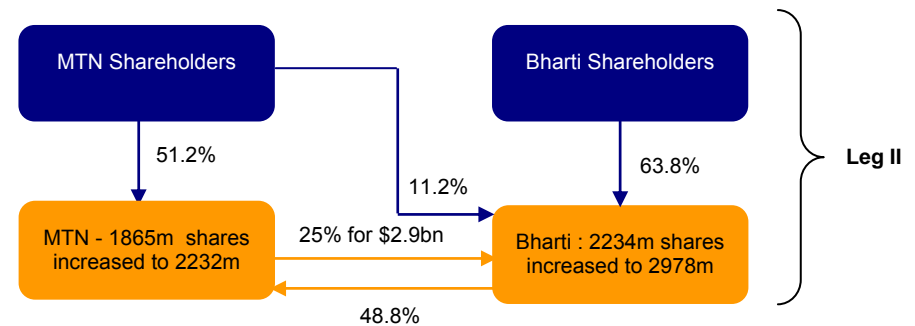 MTN Shareholders
Bharti Shareholders
51.2%
63.8%
Leg II
11.2%
MTN - 1865m shares
increased to 2232m
25% for $2.9bn
Bharti : 2234m shares
increased to 2978m
48.8%